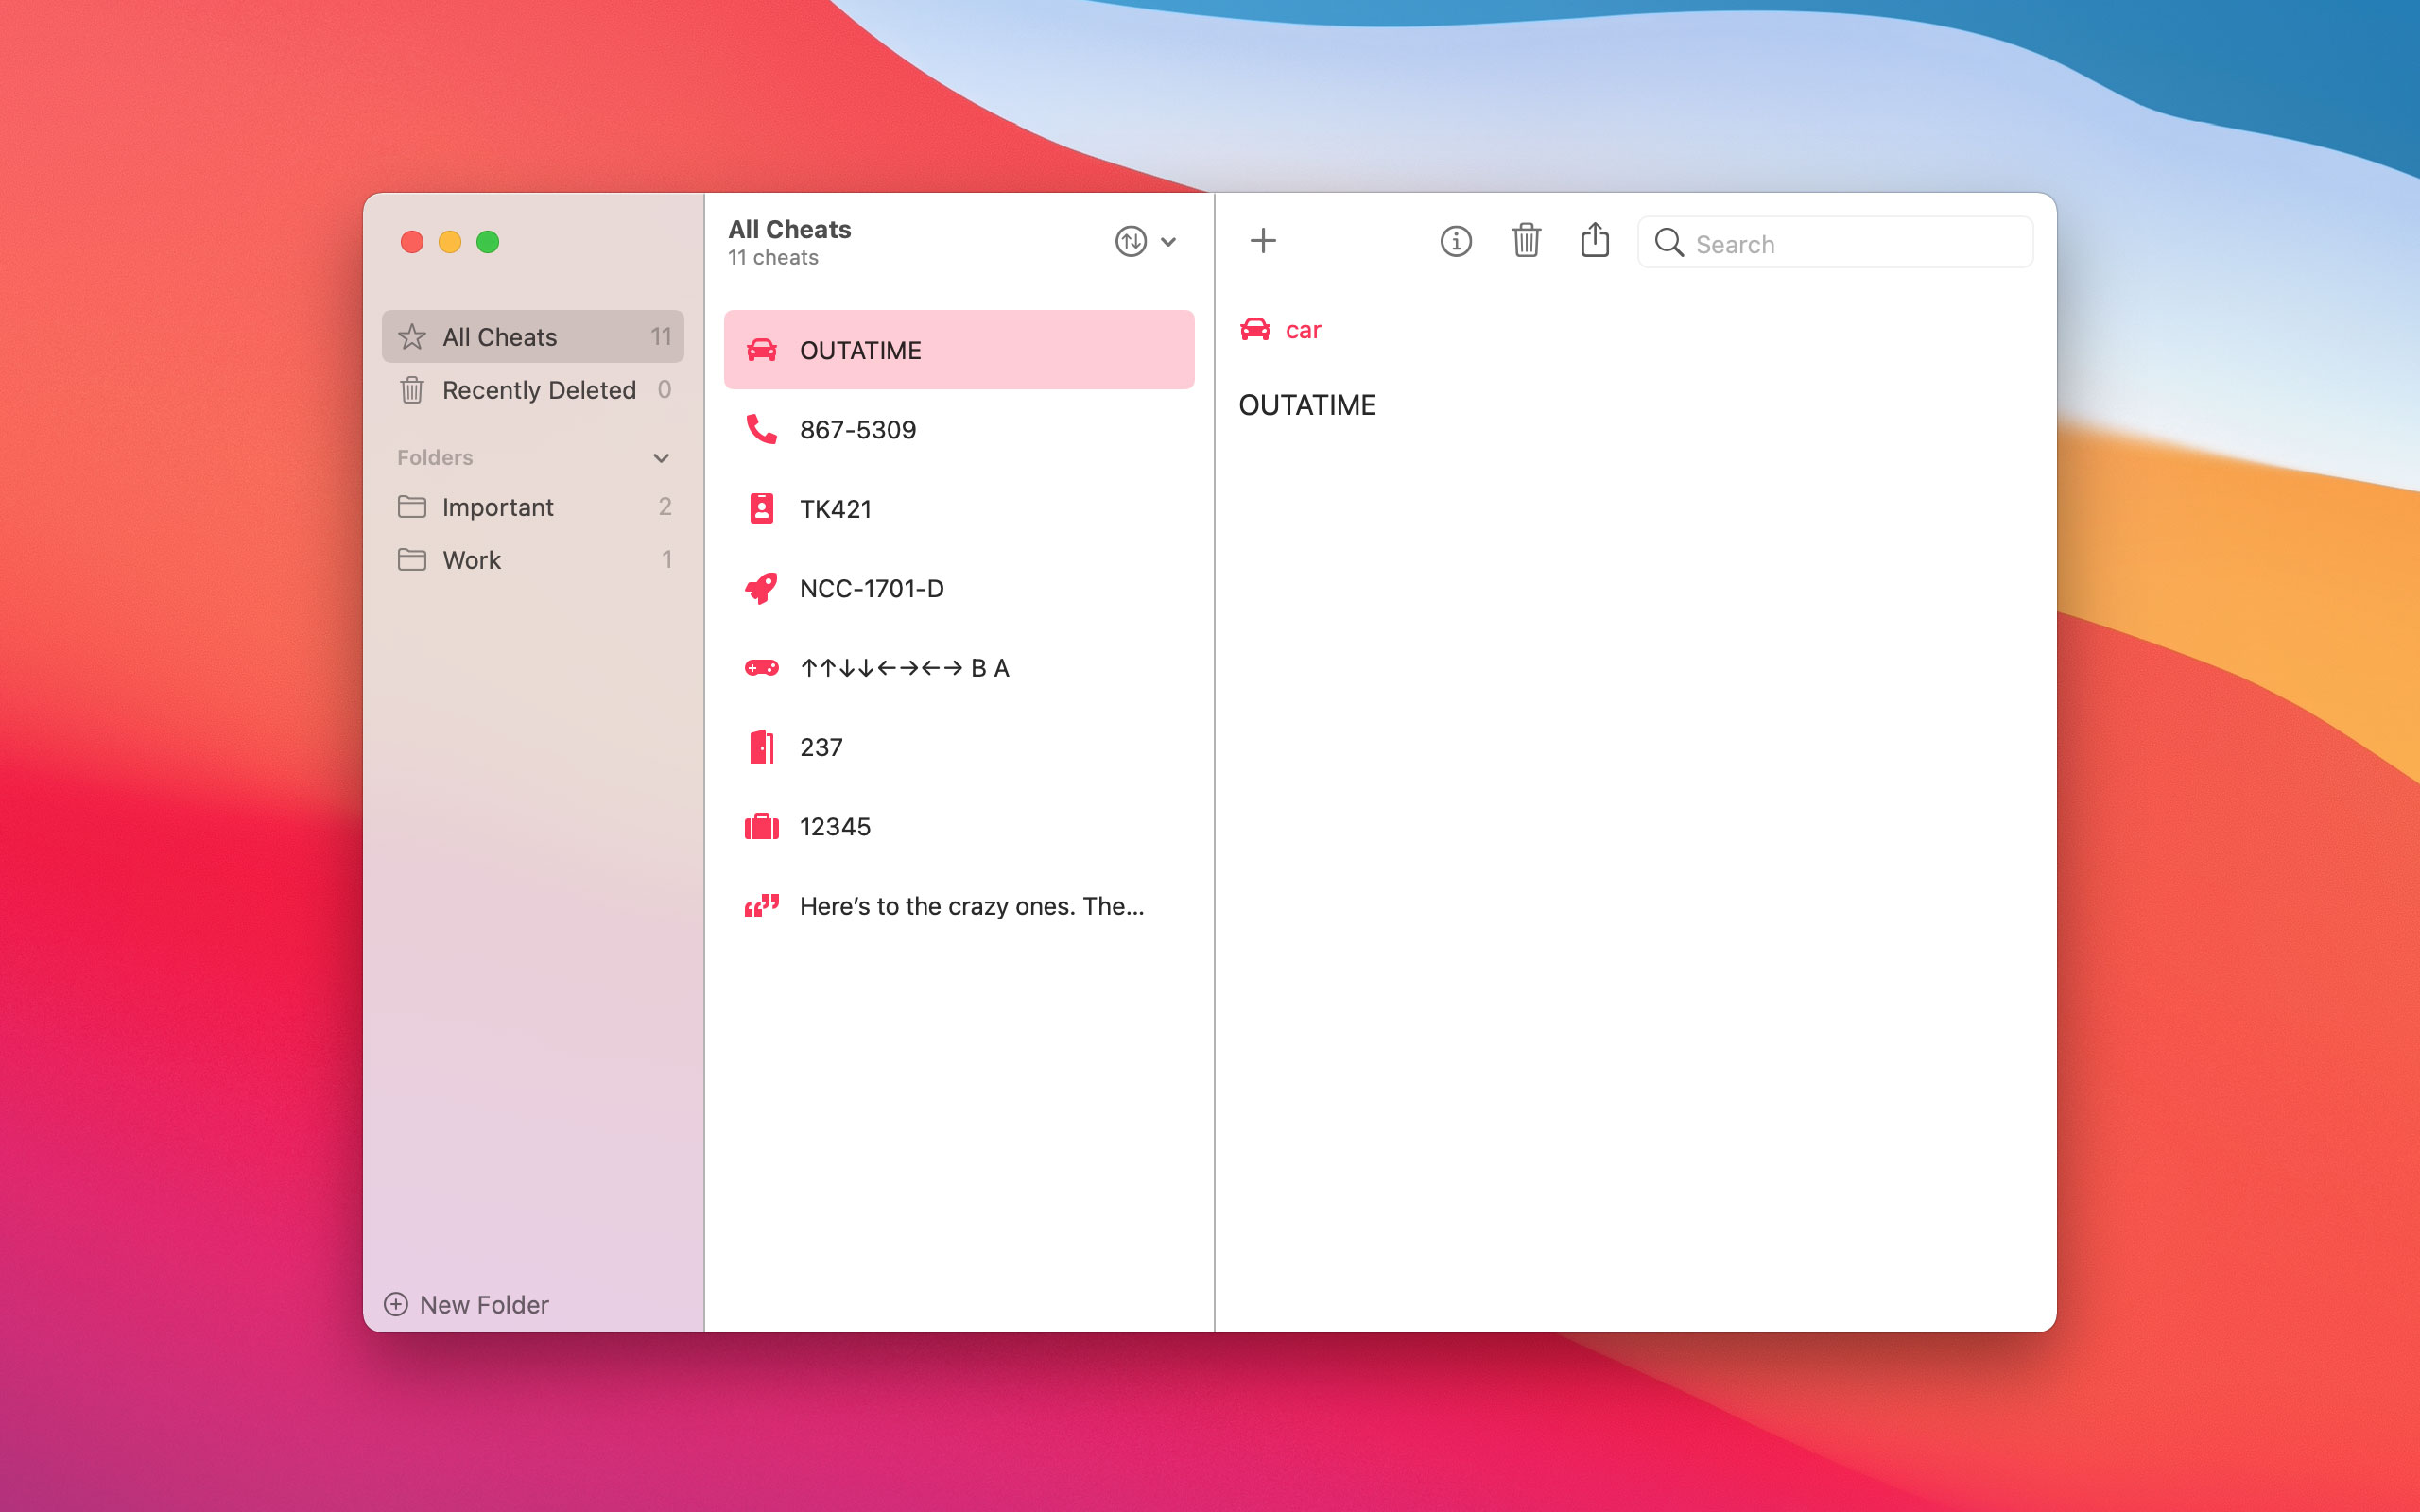 All Cheats 11
Recently Deleted 0
Folders
Important 2
Work 1
New Folder
All Cheats
11 cheats
OUTATIME
867-5309
TK421
NCC-1701-D
↑↑↓↓←→←→ B A
237
12345
Here’s to the crazy ones. The...
Search
car
OUTATIME